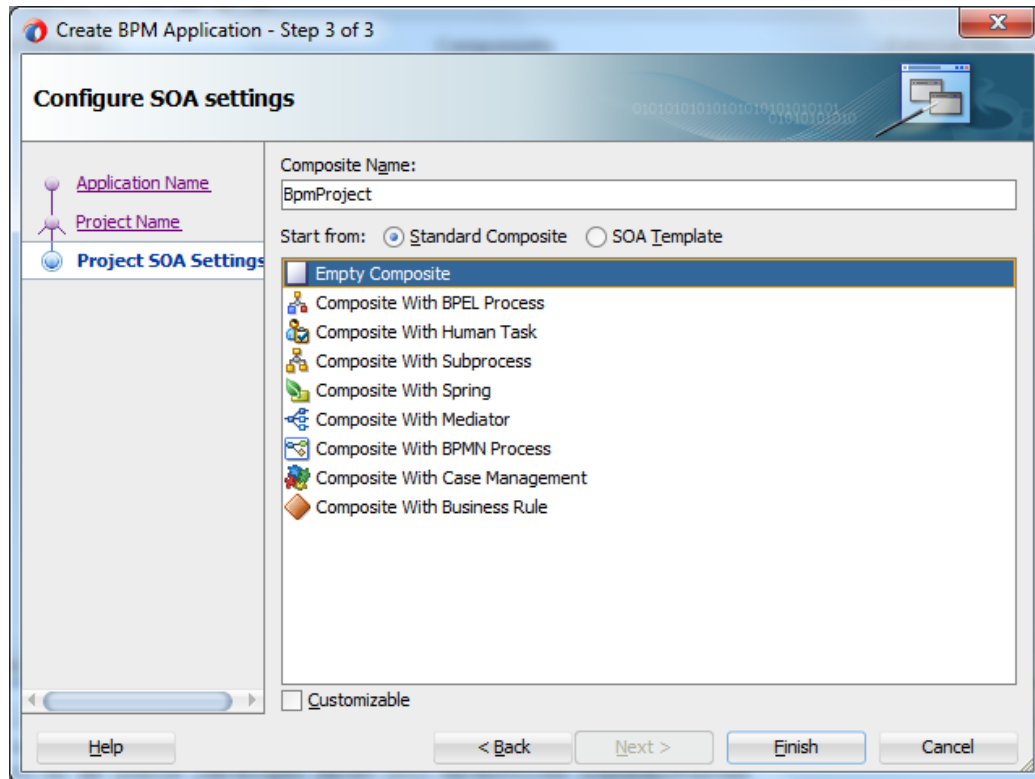 Create BPM Application - Step 3 of 3
Configure SOA settings
Application Name
Project Name
Project SOA Settings
Composite Name:
BpmProject
Start from: Standard Composite SOA Template
Empty Composite
Composite With BPEL Process
Composite With Human Task
Composite With Subprocess
Composite With Spring
Composite With Mediator
Composite With BPMN Process
Composite With Case Management
Composite With Business Rule
Customizable
Help < Back Next > Finish Cancel